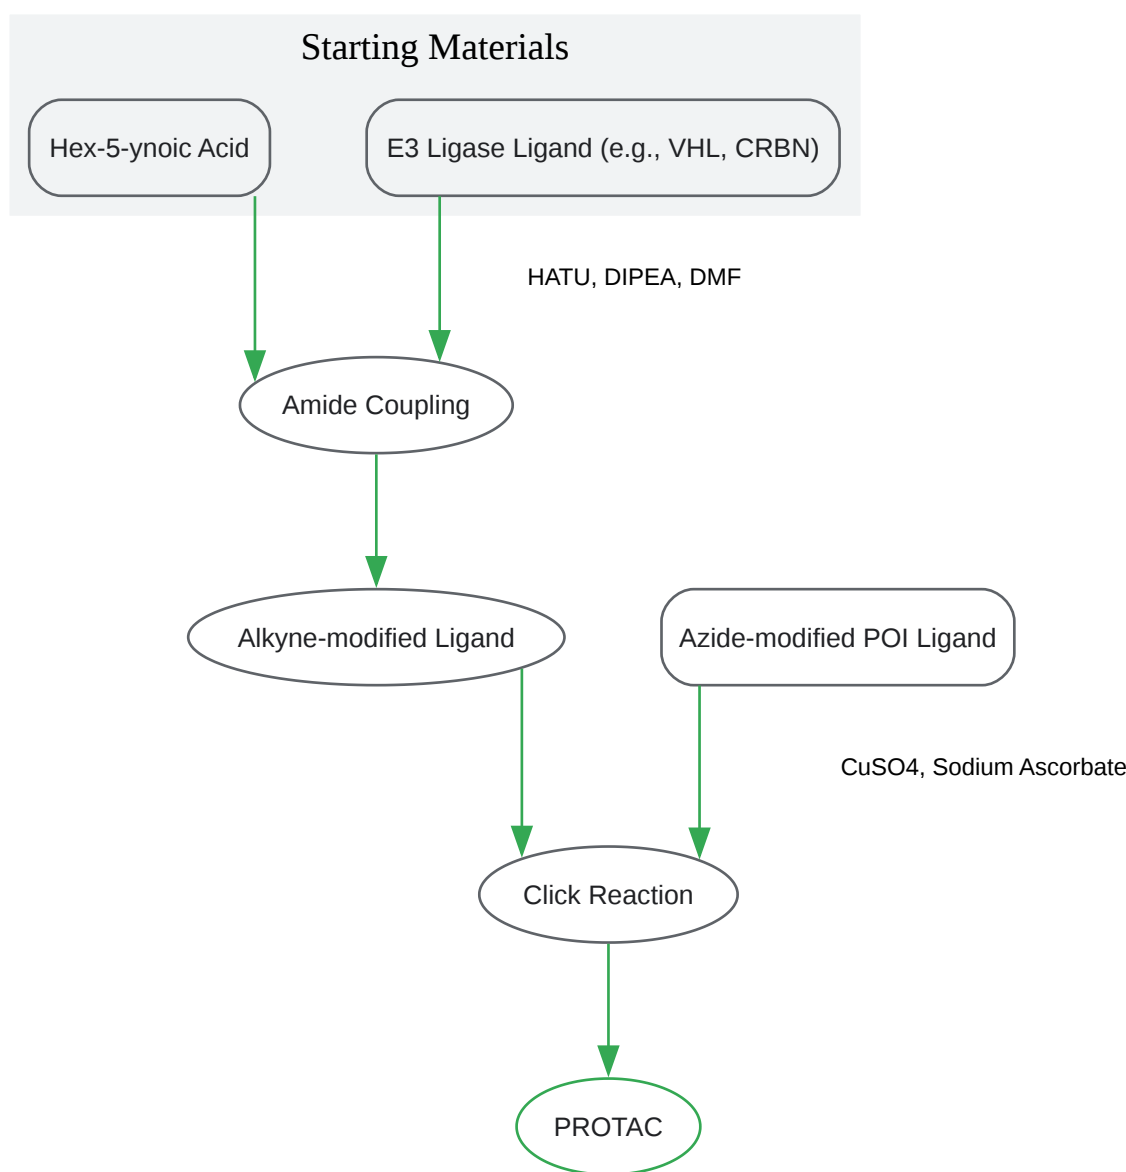 Starting Materials
Hex-5-ynoic Acid
E3 Ligase Ligand (e.g., VHL, CRBN)
HATU, DIPEA, DMF
Amide Coupling
Alkyne-modified Ligand
Azide-modified POI Ligand
CuSO4, Sodium Ascorbate
Click Reaction
PROTAC